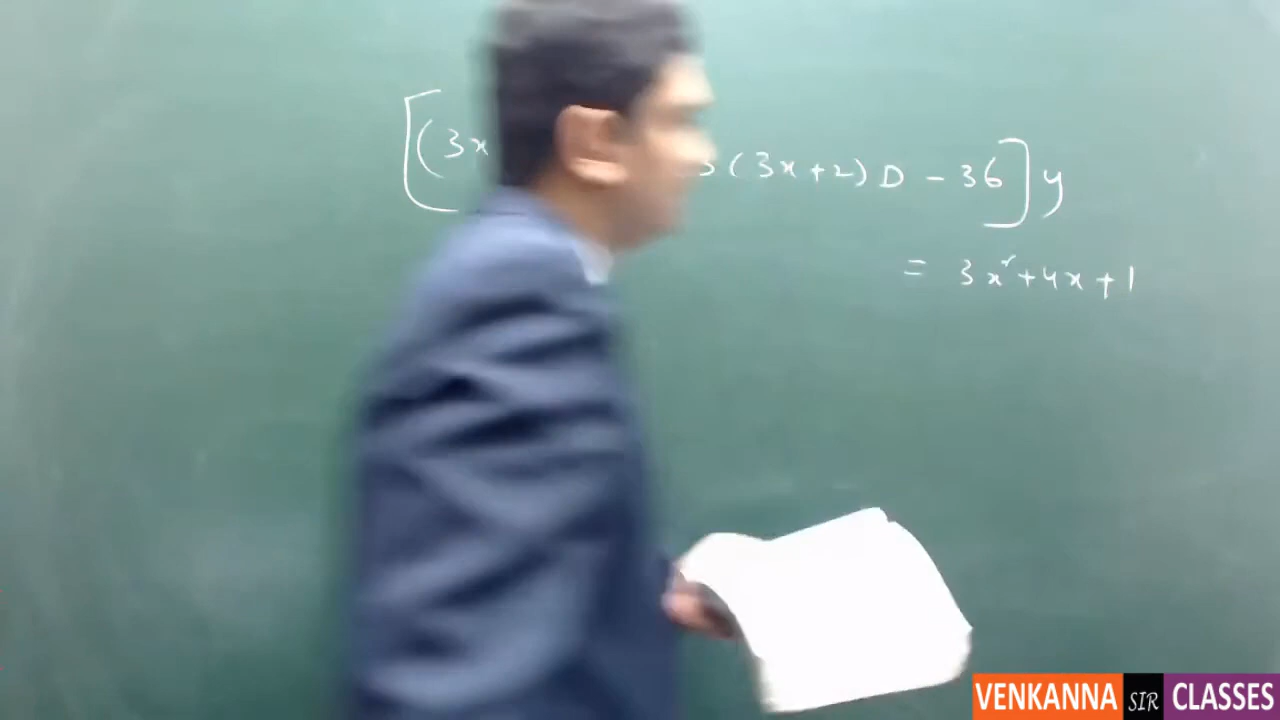 [(3x 3(3x+2)D - 36]y
= 3x²+4x+1
VENKANNA SIR CLASSES